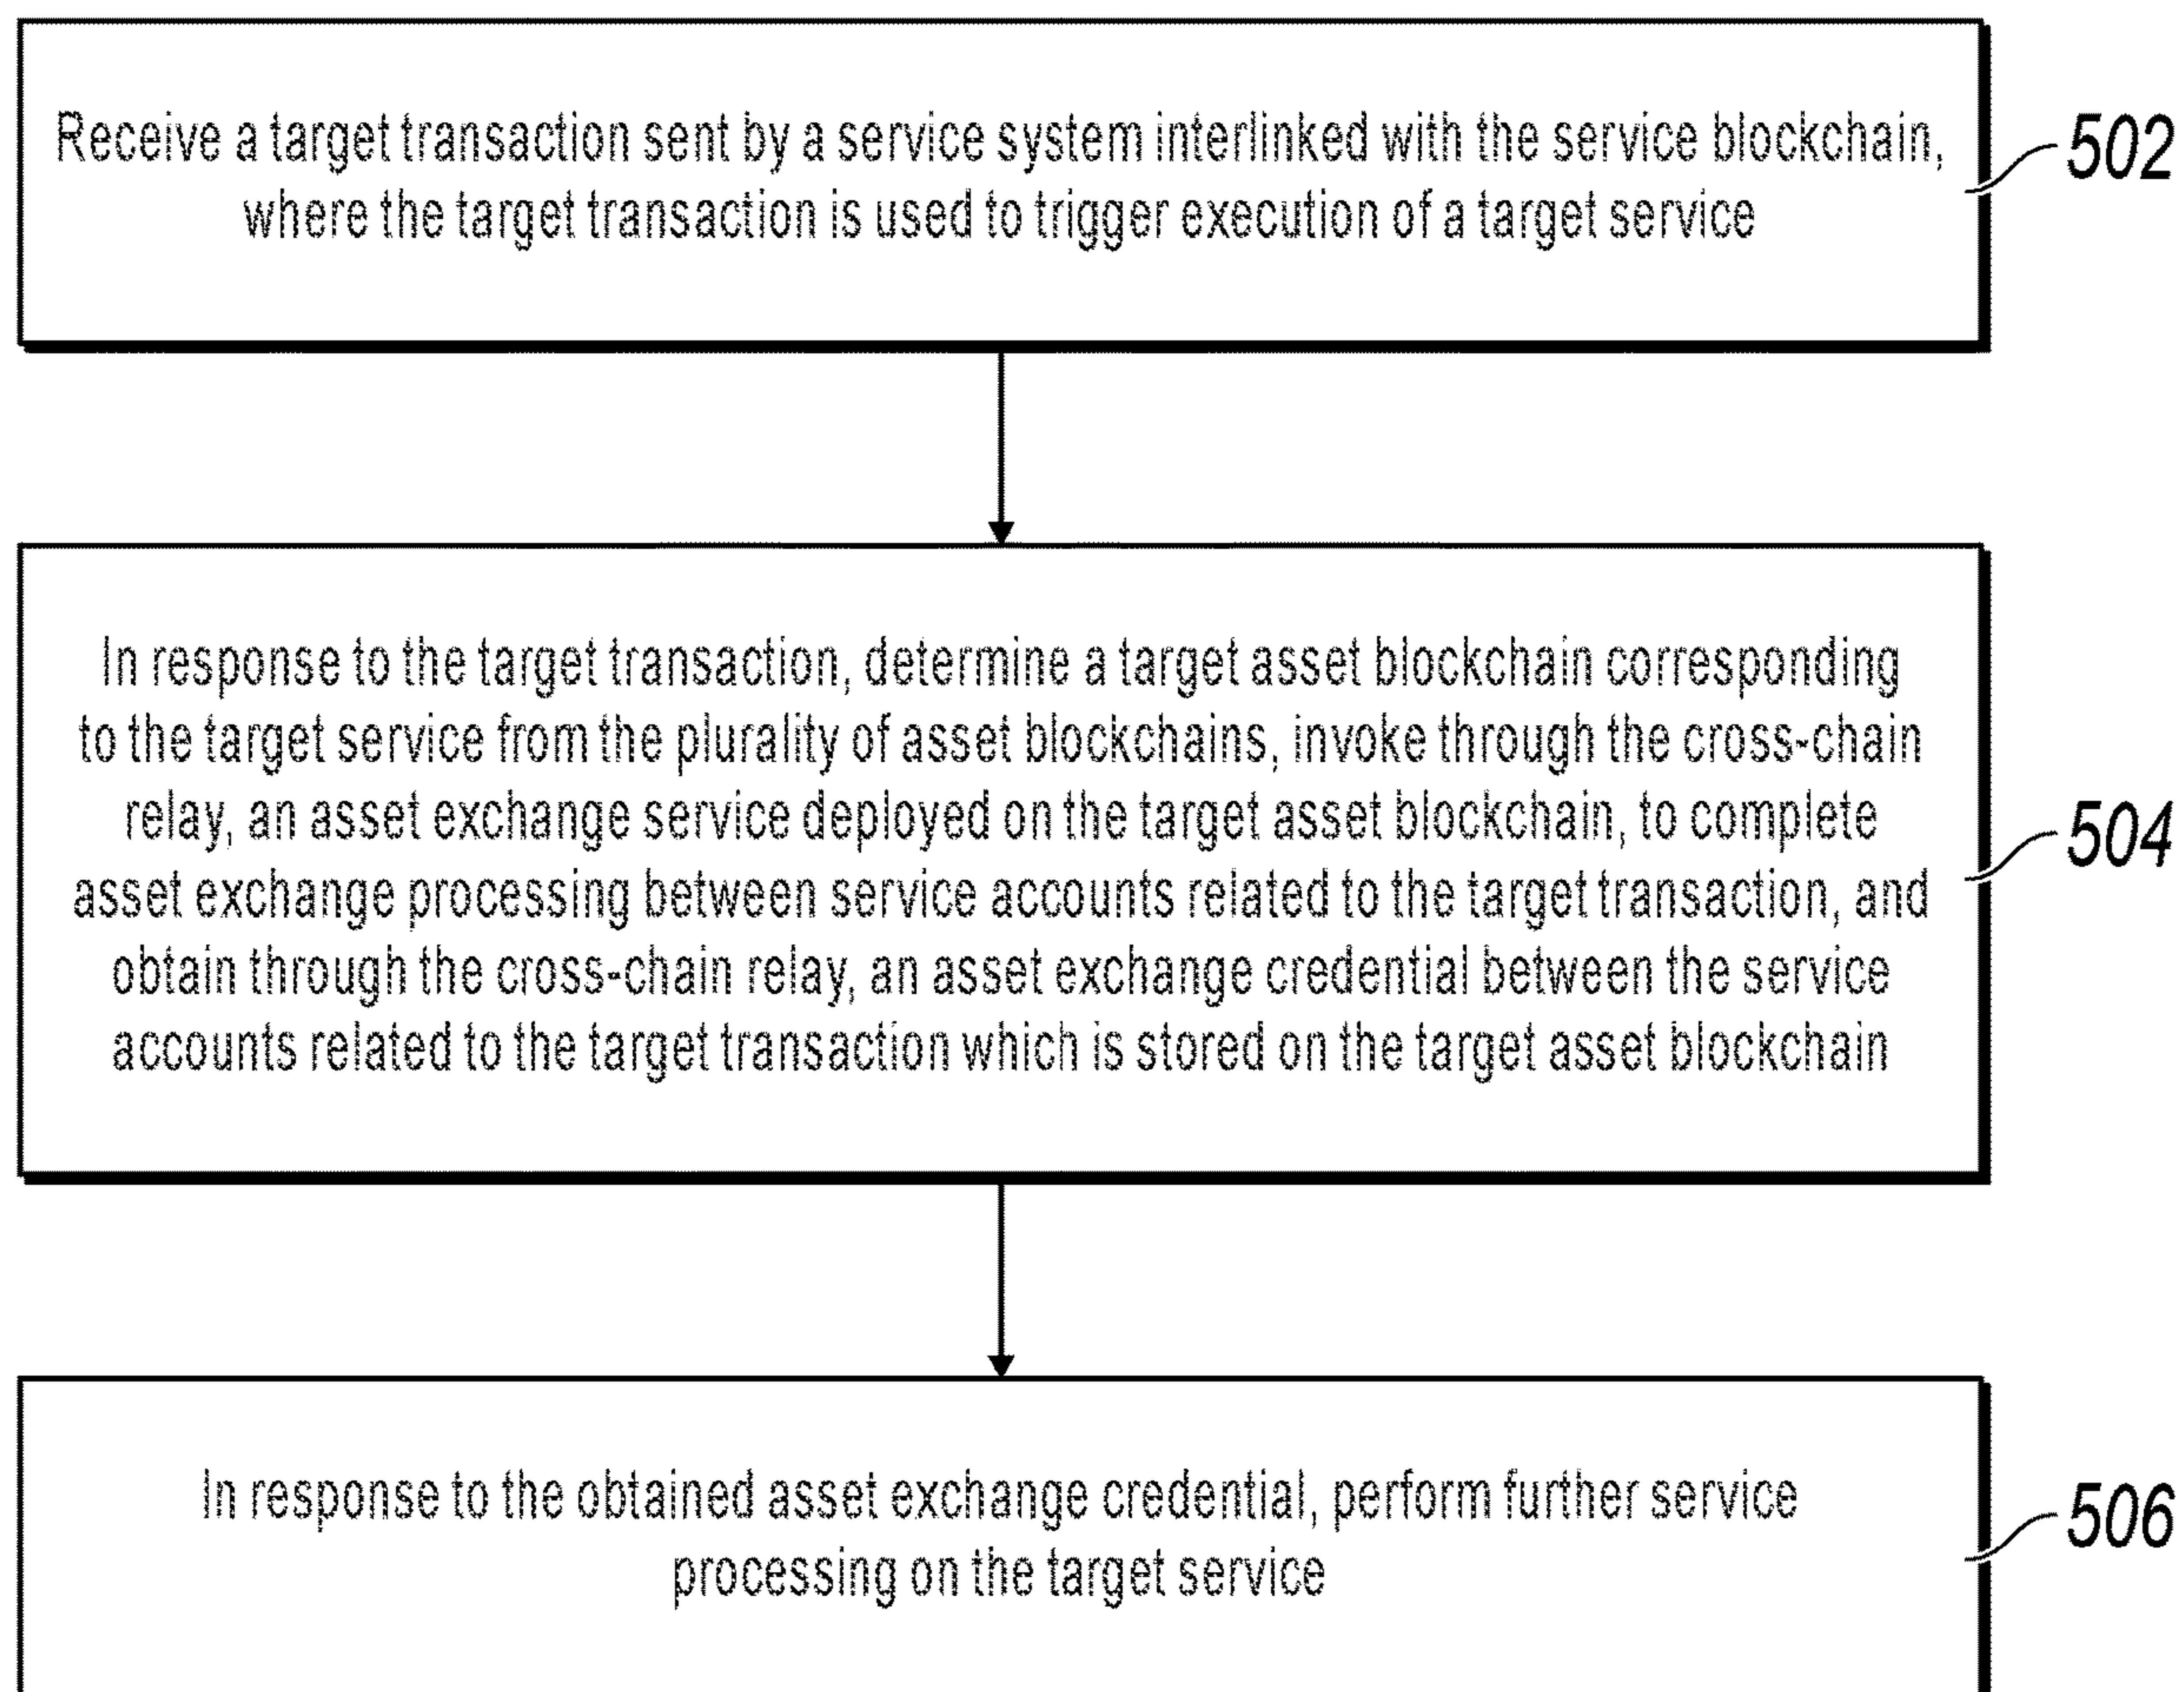 Receive a target transaction sent by a service system interlinked with the service blockchain,
where the target transaction is used to trigger execution of a target service
502
In response to the target transaction, determine a target asset blockchain corresponding
to the target service from the plurality of asset blockchains, invoke through the cross-chain
relay, an asset exchange service deployed on the target asset blockchain, to complete
asset exchange processing between service accounts related to the target transaction, and
obtain through the cross-chain relay, an asset exchange credential between the service
accounts related to the target transaction which is stored on the target asset blockchain
504
In response to the obtained asset exchange credential, perform further service
processing on the target service
506